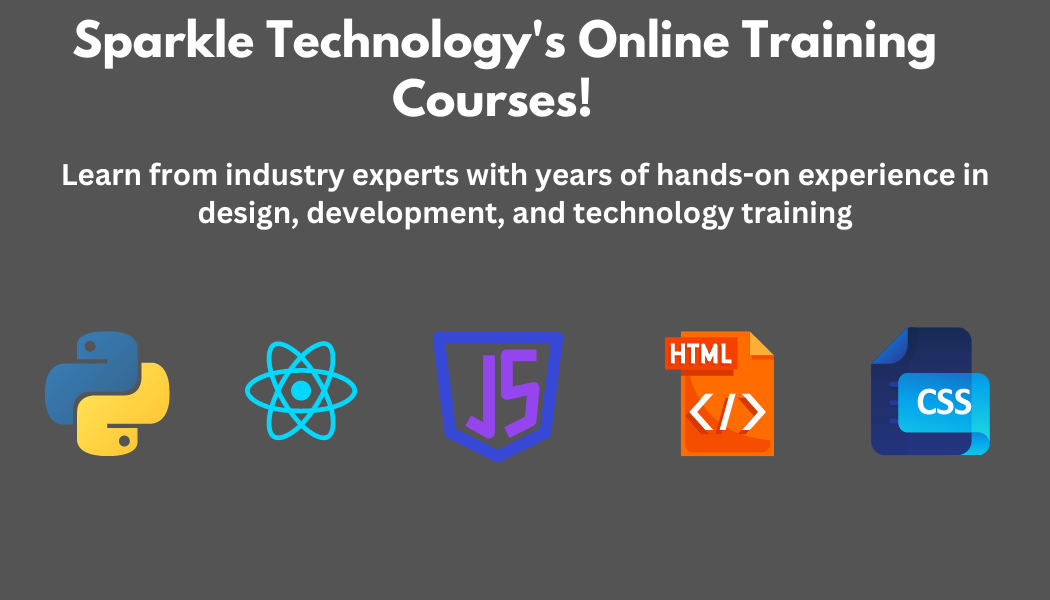 Sparkle Technology's Online Training
Courses!
Learn from industry experts with years of hands-on experience in
design, development, and technology training
JS
HTML
</>
CSS